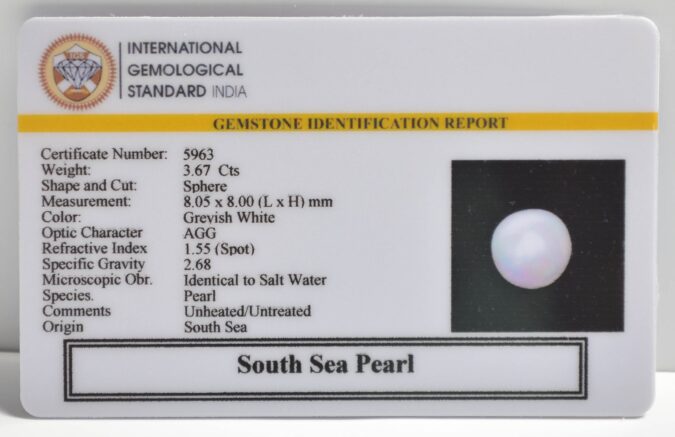 IGS
INTERNATIONAL
GEMOLOGICAL
STANDARD INDIA
GEMSTONE IDENTIFICATION REPORT
Certificate Number: 5963
Weight: 3.67 Cts
Shape and Cut: Sphere
Measurement: 8.05 x 8.00 (L x H) mm
Color: Greyish White
Optic Character AGG
Refractive Index 1.55 (Spot)
Specific Gravity 2.68
Microscopic Obr. Identical to Salt Water
Species. Pearl
Comments Unheated/Untreated
Origin South Sea
South Sea Pearl